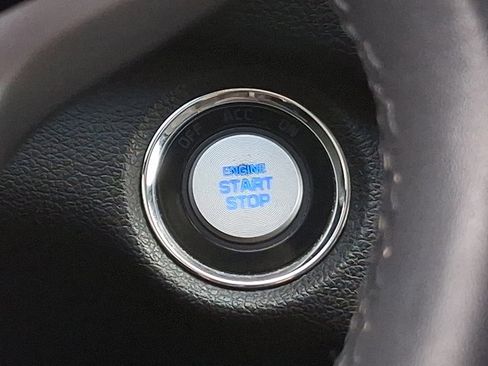 OFF ACC ON
ENGINE
START
STOP